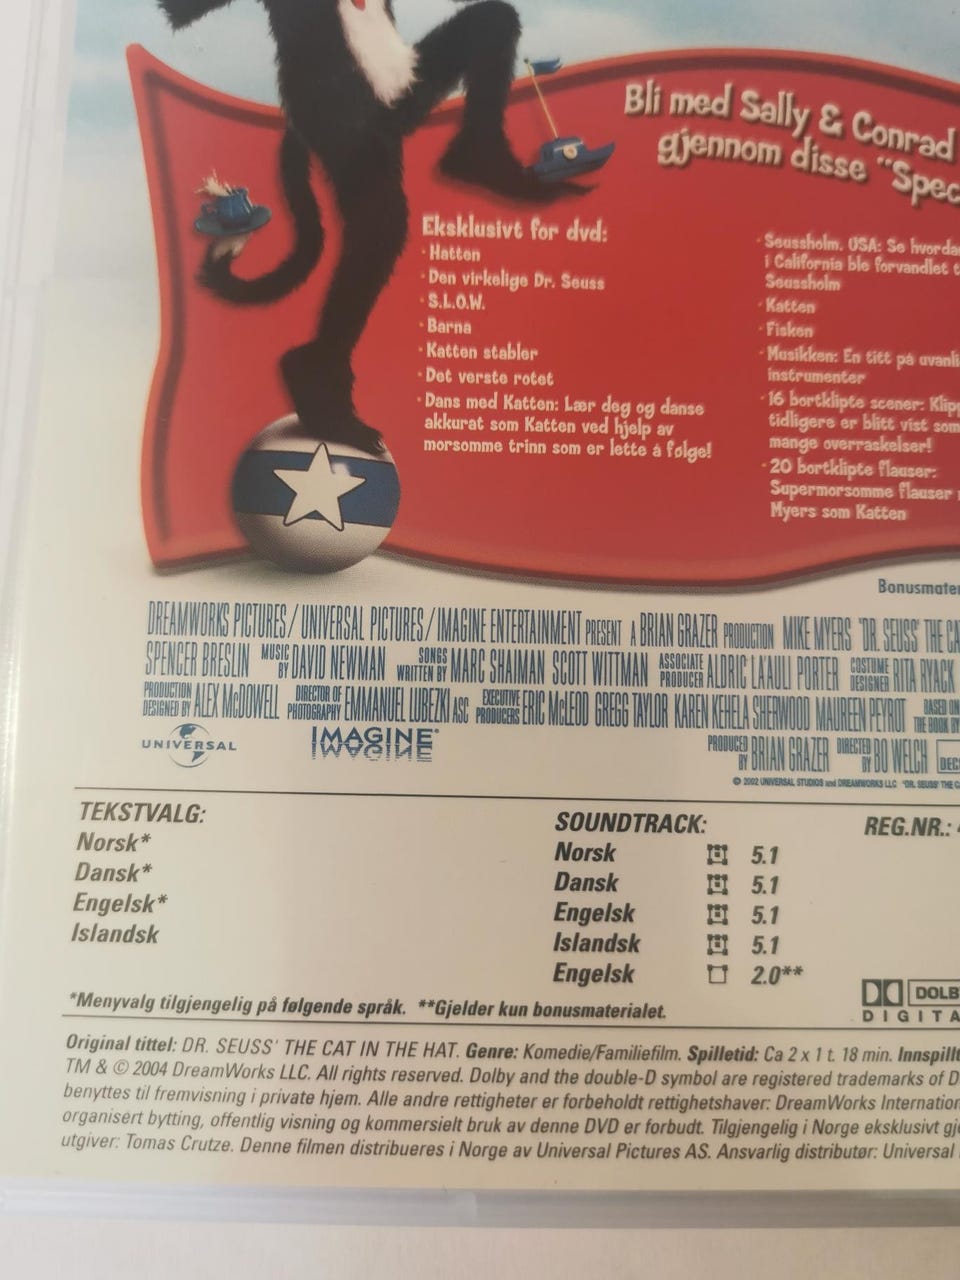 Bli med Sally & Conrad
gjennom disse "Spec
Eksklusivt for dvd:
· Hatten
· Den virkelige Dr. Seuss
· S.L.O.W.
· Barna
· Katten stabler
· Det verste rotet
· Dans med Katten: Lær deg og danse
akkurat som Katten ved hjelp av
morsomme trinn som er lette å følge!
· Seussholm, USA: Se hvorda
i California ble forvandlet t
Seussholm
· Katten
· Fisken
· Musikken: En titt på uvanli
instrumenter
· 16 bortklipte scener: Klipp
tidligere er blitt vist som
mange overraskelser!
· 20 bortklipte flauser:
Supermorsomme flauser
Myers som Katten
Bonusmater
DREAMWORKS PICTURES / UNIVERSAL PICTURES / IMAGINE ENTERTAINMENT PRESENT A BRIAN GRAZER PRODUCTION MIKE MYERS "DR. SEUSS' THE CA
SPENCER BRESLIN MUSIC BY DAVID NEWMAN SONGS WRITTEN BY MARC SHAIMAN SCOTT WITTMAN ASSOCIATE PRODUCER ALDRIC LA'AULI PORTER COSTUME DESIGNER RITA RYACK
PRODUCTION DESIGNED BY ALEX McDOWELL DIRECTOR OF PHOTOGRAPHY EMMANUEL LUBEZKI ASC EXECUTIVE PRODUCERS ERIC McLEOD GREGG TAYLOR KAREN KEHELA SHERWOOD MAUREEN PEYROT BASED ON THE BOOK BY
UNIVERSAL
IMAGINE
PRODUCED BY BRIAN GRAZER DIRECTED BY BO WELCH
© 2002 UNIVERSAL STUDIOS and DREAMWORKS LLC "DR. SEUSS' THE C
TEKSTVALG:
Norsk*
Dansk*
Engelsk*
Islandsk
SOUNDTRACK:
Norsk 5.1
Dansk 5.1
Engelsk 5.1
Islandsk 5.1
Engelsk 2.0**
REG.NR.:
DOLB
DIGITA
*Menyvalg tilgjengelig på følgende språk. **Gjelder kun bonusmaterialet.
Original tittel: DR. SEUSS' THE CAT IN THE HAT. Genre: Komedie/Familiefilm. Spilletid: Ca 2 x 1 t. 18 min. Innspillt
TM & © 2004 DreamWorks LLC. All rights reserved. Dolby and the double-D symbol are registered trademarks of D
benyttes til fremvisning i private hjem. Alle andre rettigheter er forbeholdt rettighetshaver: DreamWorks Internation
organisert bytting, offentlig visning og kommersielt bruk av denne DVD er forbudt. Tilgjengelig i Norge eksklusivt gj
utgiver: Tomas Crutze. Denne filmen distribueres i Norge av Universal Pictures AS. Ansvarlig distributør: Universal